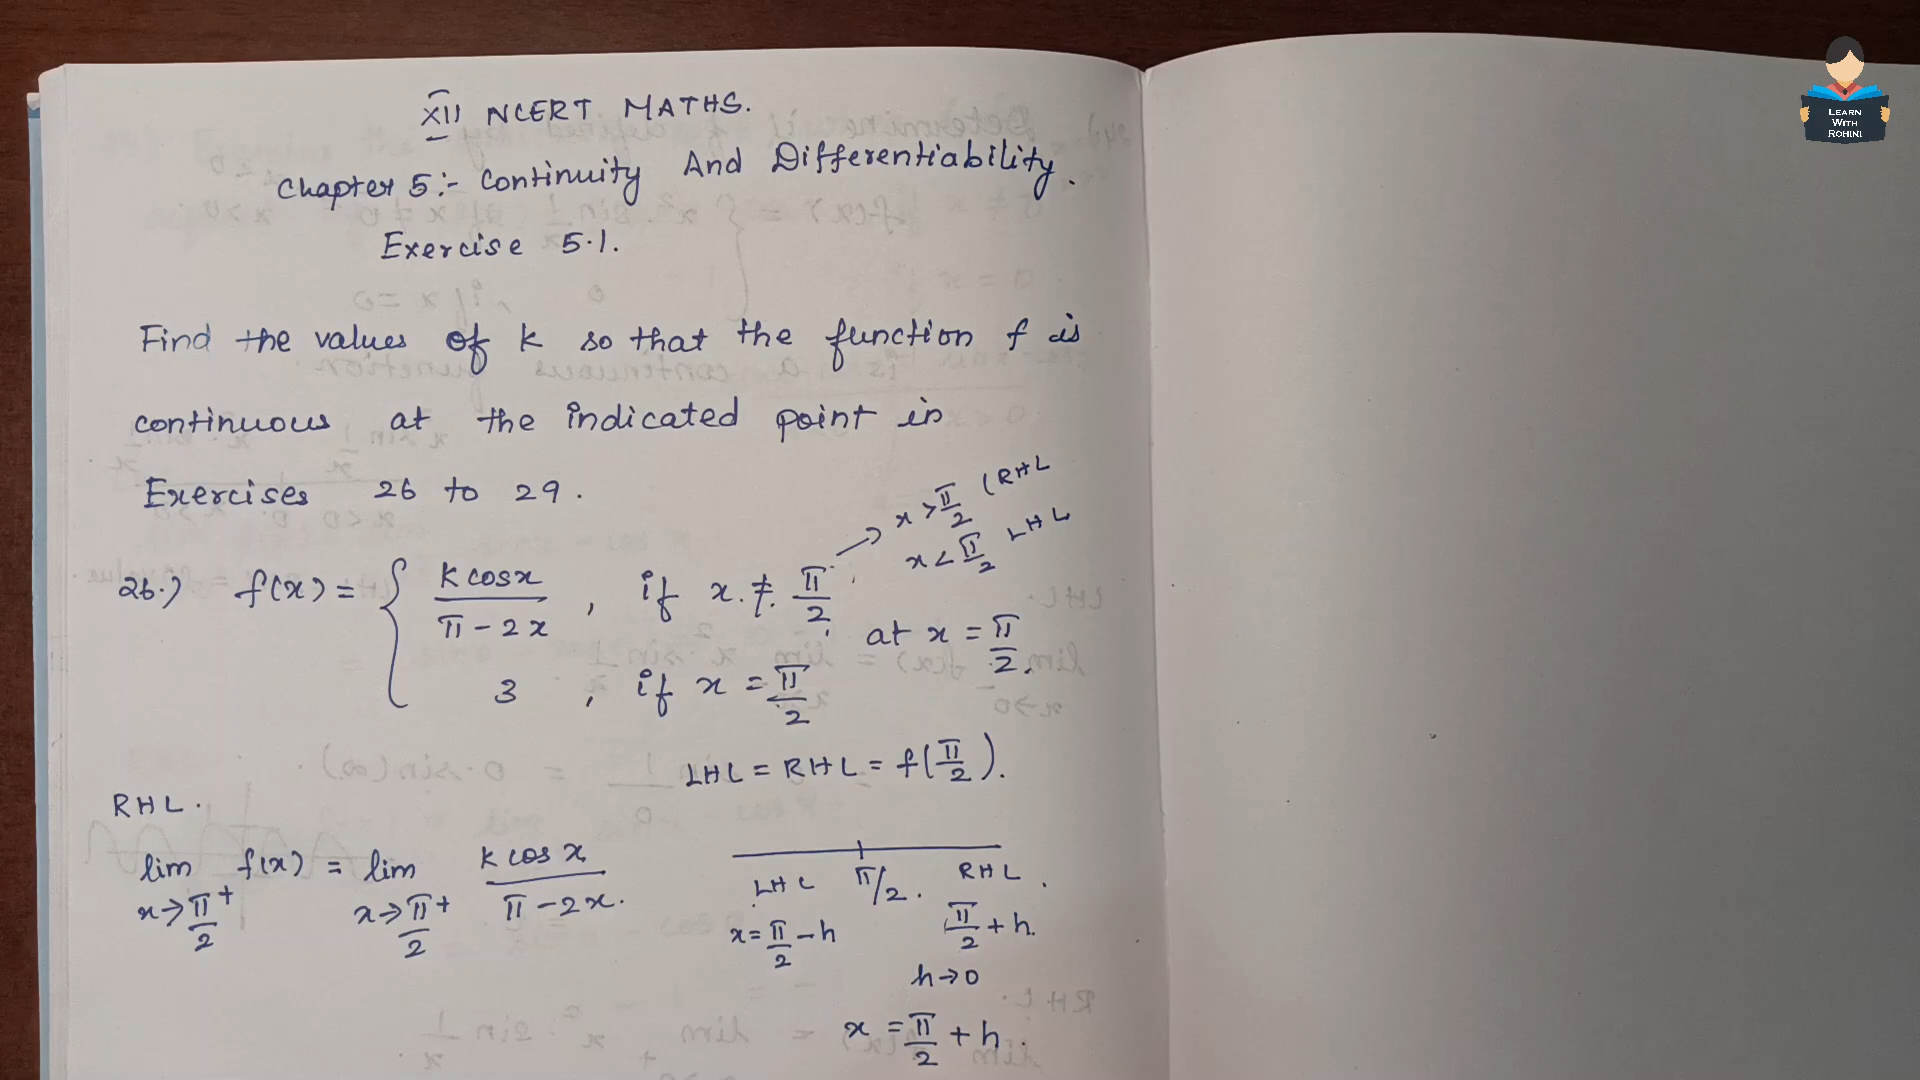 LEARN
WITH
ROHINI
XII NCERT MATHS.
Chapter 5:- Continuity And Differentiability.
Exercise 5.1.
Find the values of k so that the function f is
continuous at the indicated point in
Exercises 26 to 29.
→ x > π/2 (RHL
x < π/2 LHL
26.) f(x) = { k cosx / π - 2x , if x ≠ π/2
at x = π/2.
3 , if x = π/2
LHL = RHL = f(π/2).
RHL.
lim x→π/2+ f(x) = lim x→π/2+ k cos x / π - 2x.
LHL π/2. RHL.
x = π/2 - h π/2 + h.
h→0
x = π/2 + h.